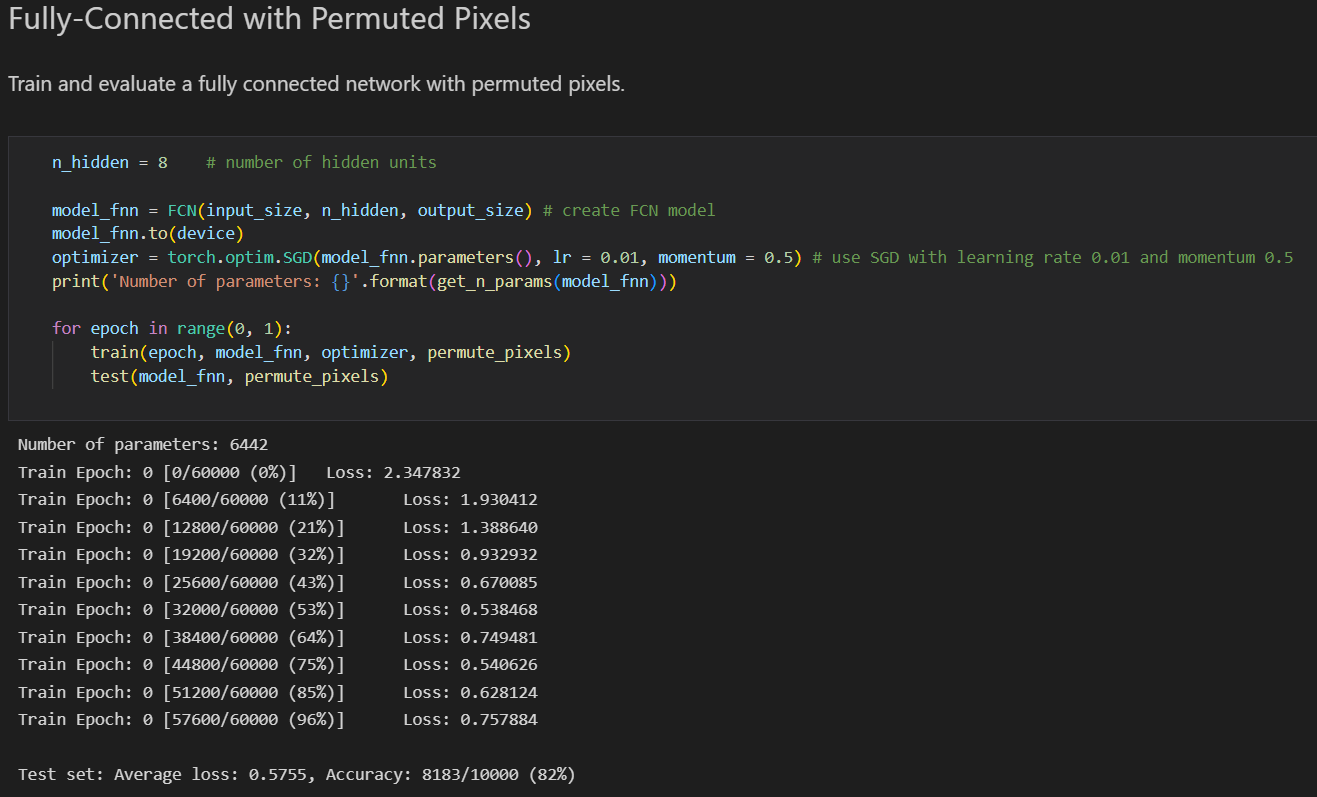 Fully-Connected with Permuted Pixels
Train and evaluate a fully connected network with permuted pixels.
n_hidden = 8    # number of hidden units
model_fnn = FCN(input_size, n_hidden, output_size) # create FCN model
model_fnn.to(device)
optimizer = torch.optim.SGD(model_fnn.parameters(), lr = 0.01, momentum = 0.5) # use SGD with learning rate 0.01 and momentum 0.5
print('Number of parameters: {}'.format(get_n_params(model_fnn)))
for epoch in range(0, 1):
    train(epoch, model_fnn, optimizer, permute_pixels)
    test(model_fnn, permute_pixels)
Number of parameters: 6442
Train Epoch: 0 [0/60000 (0%)]	Loss: 2.347832
Train Epoch: 0 [6400/60000 (11%)]	Loss: 1.930412
Train Epoch: 0 [12800/60000 (21%)]	Loss: 1.388640
Train Epoch: 0 [19200/60000 (32%)]	Loss: 0.932932
Train Epoch: 0 [25600/60000 (43%)]	Loss: 0.670085
Train Epoch: 0 [32000/60000 (53%)]	Loss: 0.538468
Train Epoch: 0 [38400/60000 (64%)]	Loss: 0.749481
Train Epoch: 0 [44800/60000 (75%)]	Loss: 0.540626
Train Epoch: 0 [51200/60000 (85%)]	Loss: 0.628124
Train Epoch: 0 [57600/60000 (96%)]	Loss: 0.757884
Test set: Average loss: 0.5755, Accuracy: 8183/10000 (82%)